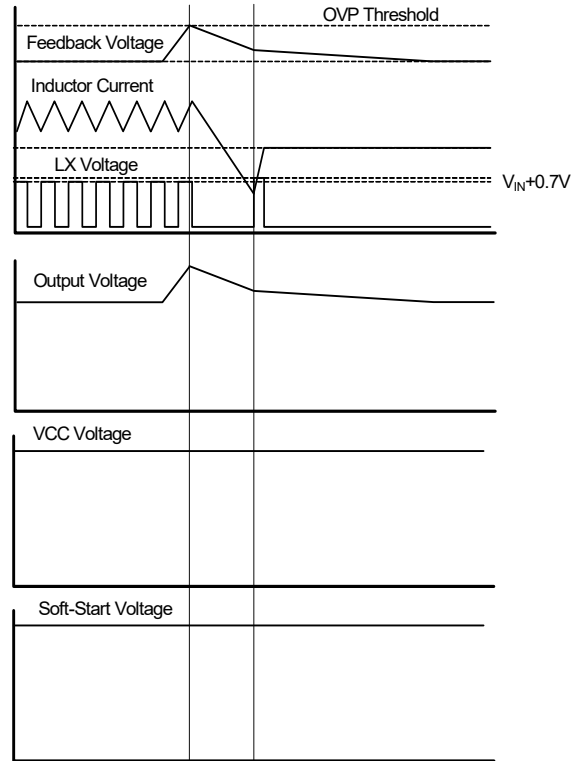 OVP Threshold
Feedback Voltage
Inductor Current
LX Voltage
VIN+0.7V
Output Voltage
VCC Voltage
Soft-Start Voltage